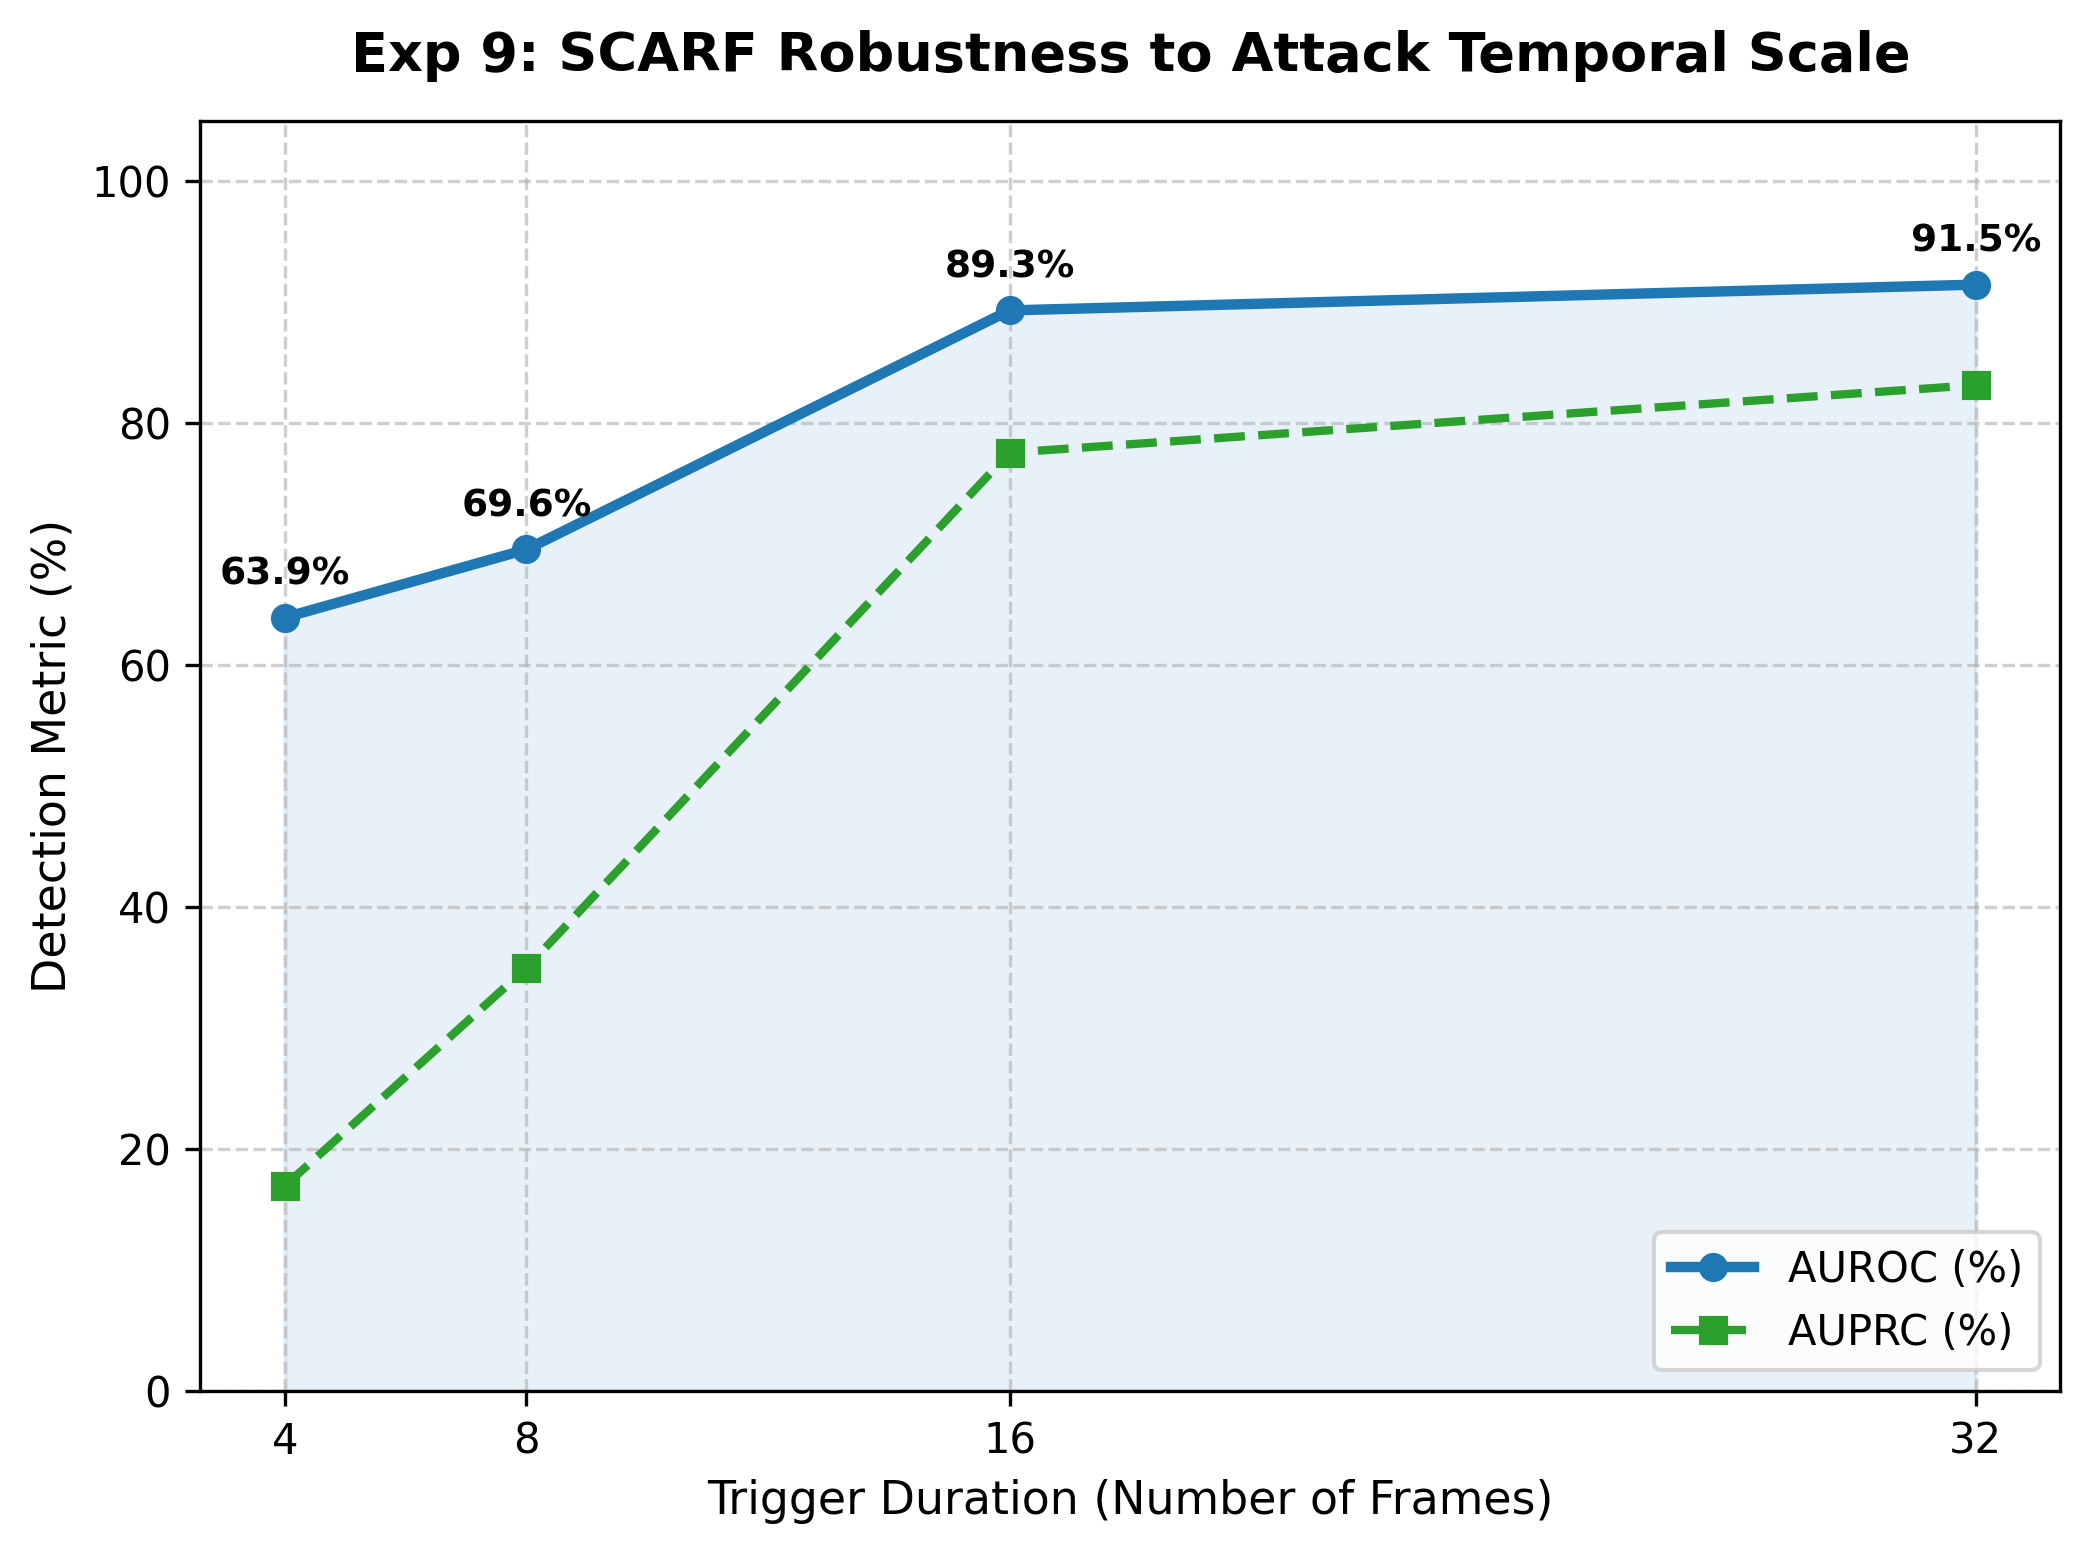 Exp 9: SCARF Robustness to Attack Temporal Scale
Detection Metric (%)
100
80
60
40
20
0
63.9%
69.6%
89.3%
91.5%
AUROC (%)
AUPRC (%)
4 8 16 32
Trigger Duration (Number of Frames)